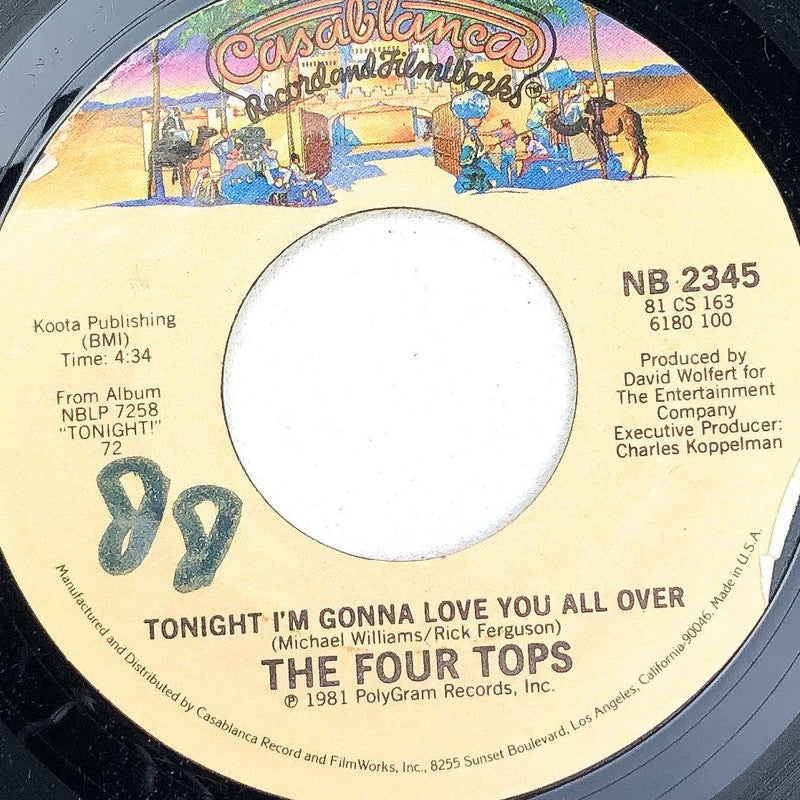 Casablanca
Record and FilmWorks TM
NB 2345
81 CS 163
6180 100
Koota Publishing
(BMI)
Time: 4:34
From Album
NBLP 7258
"TONIGHT!"
72
Produced by
David Wolfert for
The Entertainment
Company
Executive Producer:
Charles Koppelman
88
TONIGHT I'M GONNA LOVE YOU ALL OVER
(Michael Williams/Rick Ferguson)
THE FOUR TOPS
℗ 1981 PolyGram Records, Inc.
Manufactured and Distributed by Casablanca Record and FilmWorks, Inc., 8255 Sunset Boulevard, Los Angeles, California-90046, Made in U.S.A.